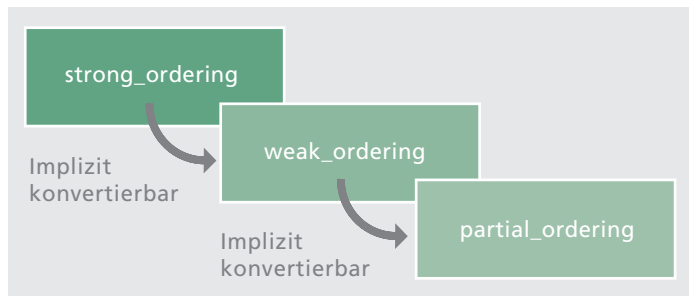 strong_ordering
weak_ordering
Implizit
konvertierbar
partial_ordering
Implizit
konvertierbar